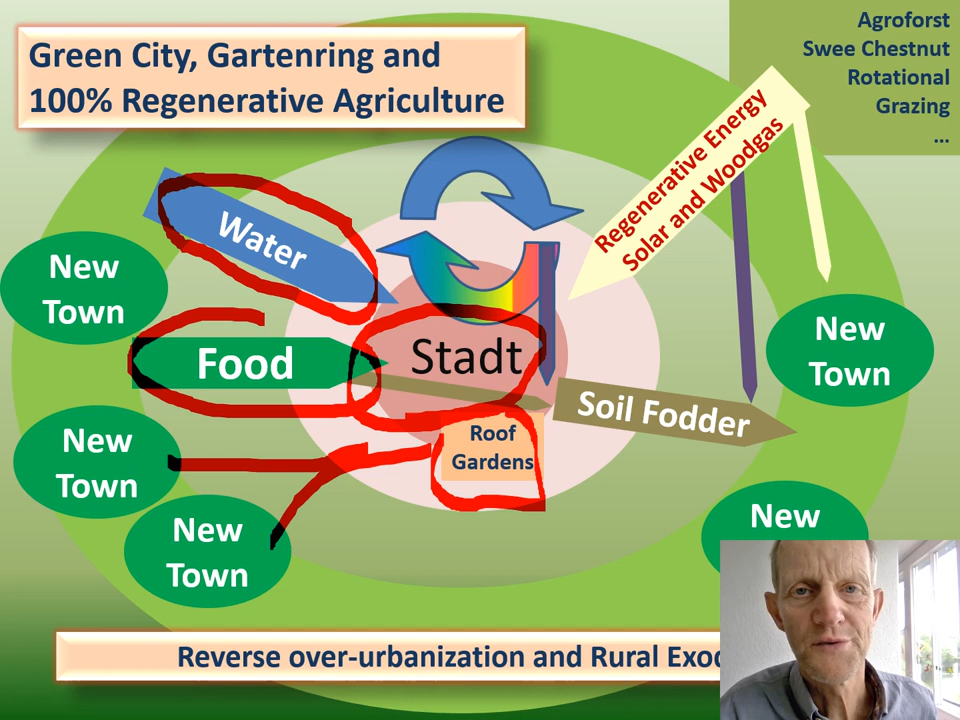 Green City, Gartenring and
100% Regenerative Agriculture
Agroforst
Swee Chestnut
Rotational
Grazing
...
Regenerative Energy
Solar and Woodgas
Water
New
Town
Food
Stadt
New
Town
Soil Fodder
Roof
Gardens
New
Town
New
Town
New
Reverse over-urbanization and Rural